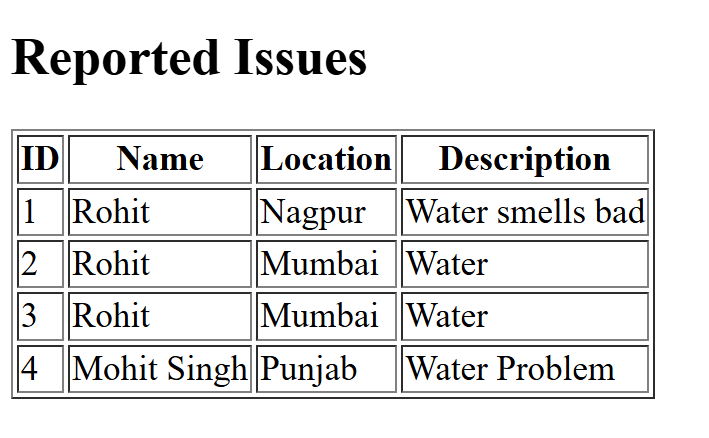 Reported Issues
ID Name Location Description
1 Rohit Nagpur Water smells bad
2 Rohit Mumbai Water
3 Rohit Mumbai Water
4 Mohit Singh Punjab Water Problem